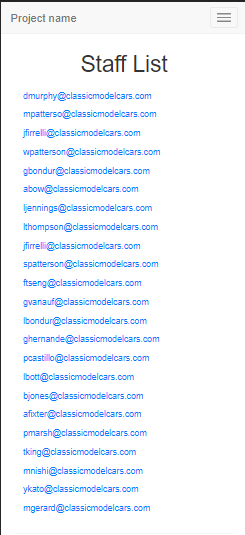 Project name
Staff List
dmurphy@classicmodelcars.com
mpatterso@classicmodelcars.com
jfirrelli@classicmodelcars.com
wpatterson@classicmodelcars.com
gbondur@classicmodelcars.com
abow@classicmodelcars.com
ljennings@classicmodelcars.com
lthompson@classicmodelcars.com
jfirrelli@classicmodelcars.com
spatterson@classicmodelcars.com
ftseng@classicmodelcars.com
gvanauf@classicmodelcars.com
lbondur@classicmodelcars.com
ghernande@classicmodelcars.com
pcastillo@classicmodelcars.com
lbott@classicmodelcars.com
bjones@classicmodelcars.com
afixter@classicmodelcars.com
pmarsh@classicmodelcars.com
tking@classicmodelcars.com
mnishi@classicmodelcars.com
ykato@classicmodelcars.com
mgerard@classicmodelcars.com